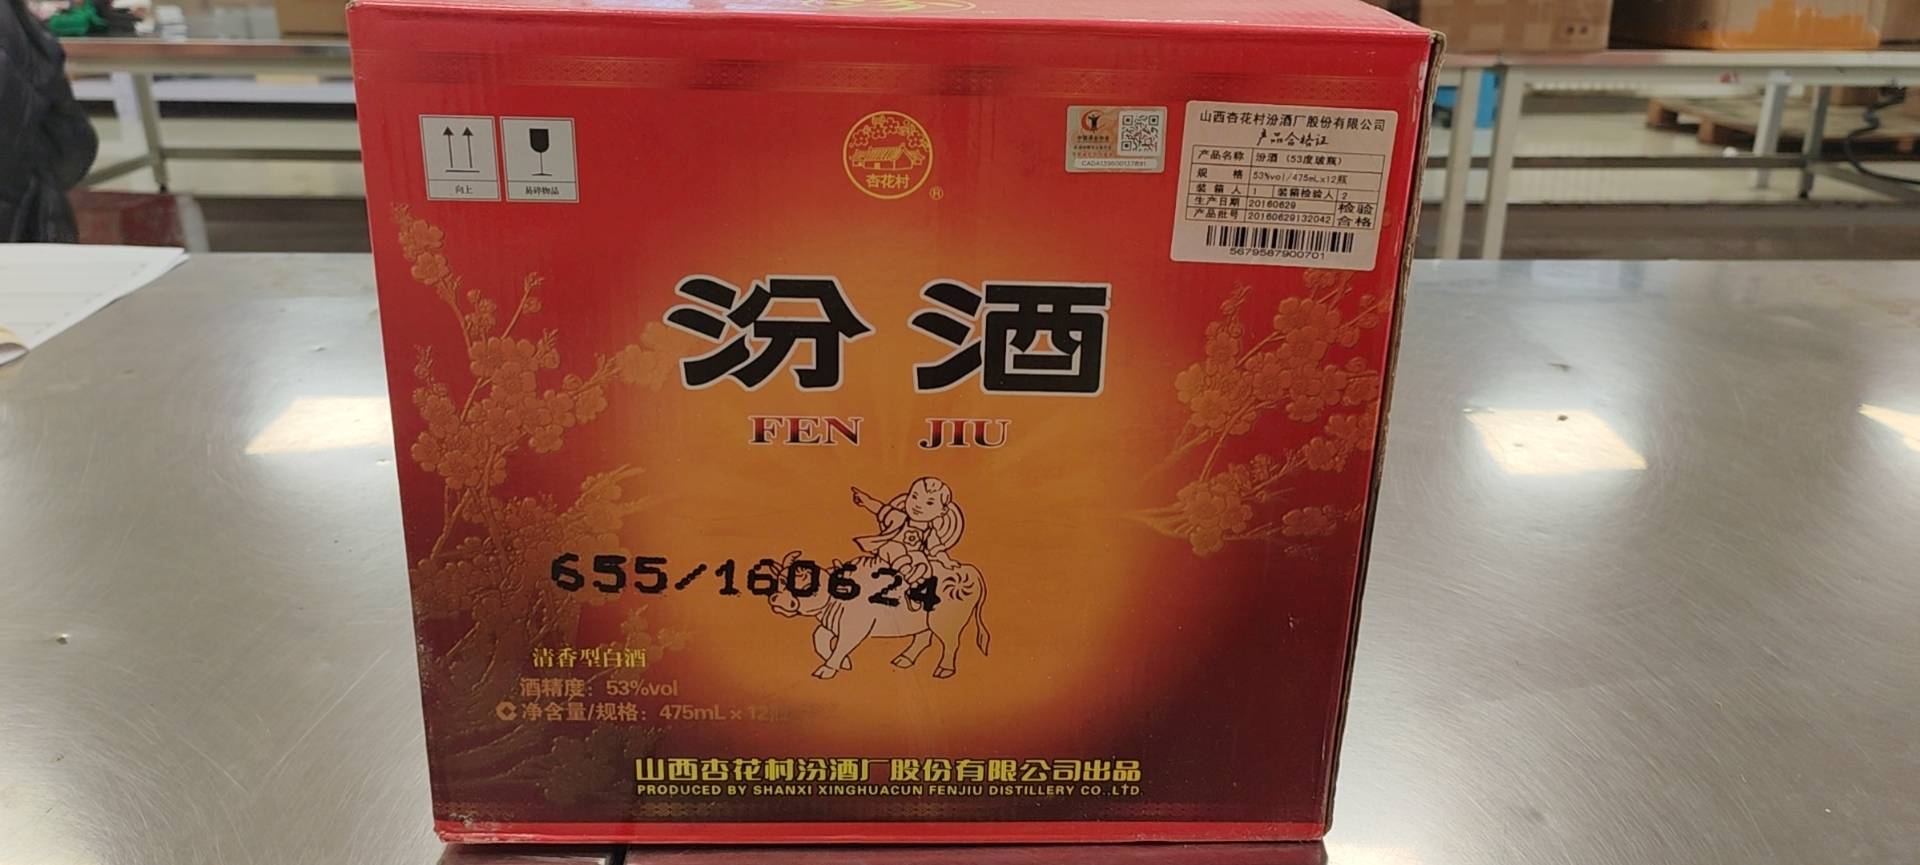 向上
易碎物品
杏花村
®
CADA139600137891
山西杏花村汾酒厂股份有限公司
产品合格证
产品名称 汾酒（53度玻瓶）
规 格 53%vol/475mL×12瓶
装箱人 1 装箱检验人 2
生产日期 20160629 检验
产品批号 20160629132042 合格
5679587900701
汾酒
FEN JIU
655/160624
清香型白酒
酒精度：53%vol
净含量/规格：475mL×12瓶
山西杏花村汾酒厂股份有限公司出品
PRODUCED BY SHANXI XINGHUACUN FENJIU DISTILLERY CO.,LTD.